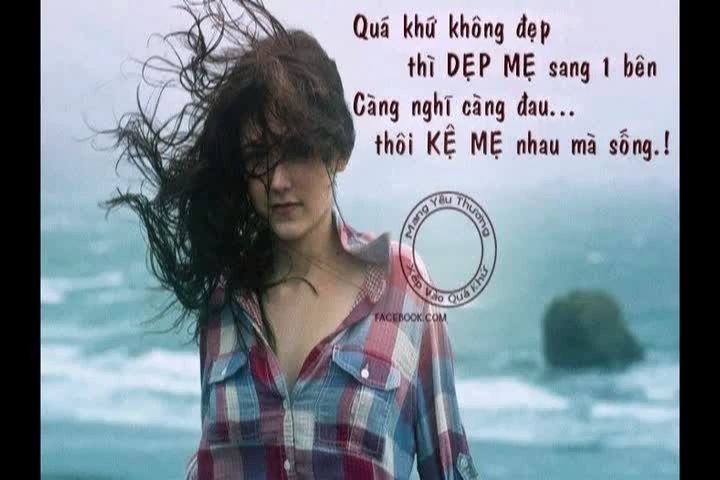 Quá khứ không đẹp
thì DẸP MẸ sang 1 bên
Càng nghĩ càng đau...
thôi KỆ MẸ nhau mà sống.!
Mang Yêu Thương
Xếp Vào Quá Khứ
FACEBOOK.COM